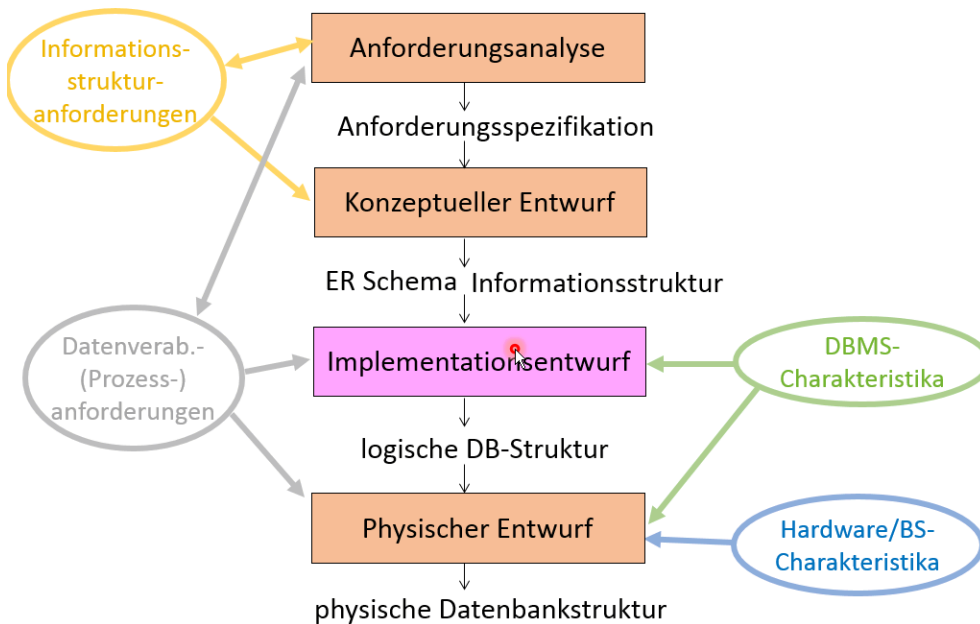 Informations-
struktur-
anforderungen
Anforderungsanalyse
Anforderungsspezifikation
Konzeptueller Entwurf
ER Schema Informationsstruktur
Datenverab.-
(Prozess-)
anforderungen
Implementationsentwurf
DBMS-
Charakteristika
logische DB-Struktur
Physischer Entwurf
Hardware/BS-
Charakteristika
physische Datenbankstruktur